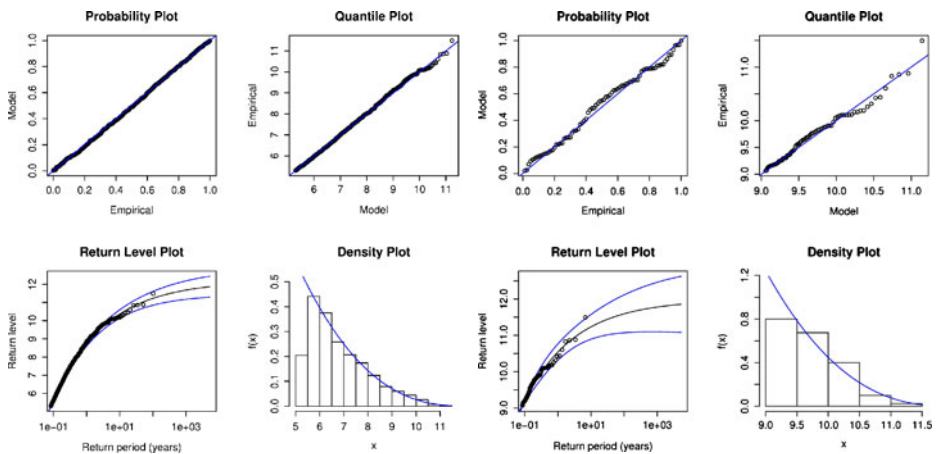 Probability Plot
Quantile Plot
Probability Plot
Quantile Plot
Model
0.0 0.2 0.4 0.6 0.8 1.0
0.0 0.2 0.4 0.6 0.8 1.0
Empirical
Empirical
6 7 8 9 10 11
6 7 8 9 10 11
Model
Model
0.0 0.2 0.4 0.6 0.8 1.0
0.0 0.2 0.4 0.6 0.8 1.0
Empirical
Empirical
9.0 9.5 10.0 10.5 11.0 11.5
9.0 9.5 10.0 10.5 11.0
Model
Return Level Plot
Density Plot
Return Level Plot
Density Plot
Return level
6 7 8 9 10 11 12
1e-01 1e+01 1e+03
Return period (years)
f(x)
0.0 0.1 0.2 0.3 0.4 0.5
5 6 7 8 9 10 11
x
Return level
9.0 10.0 11.0 12.0
1e-01 1e+01 1e+03
Return period (years)
f(x)
0.0 0.4 0.8 1.2
9.0 9.5 10.0 10.5 11.0 11.5
x